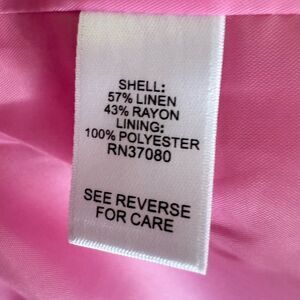 SHELL:
57% LINEN
43% RAYON
LINING:
100% POLYESTER
RN37080
SEE REVERSE
FOR CARE